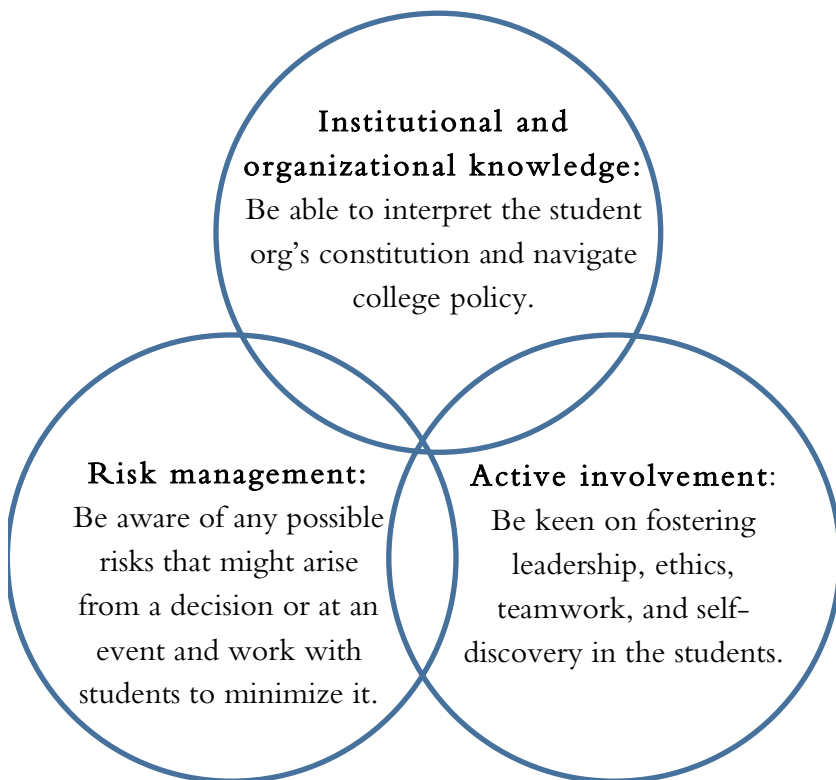 Institutional and
organizational knowledge:
Be able to interpret the student
org's constitution and navigate
college policy.
Risk management:
Be aware of any possible
risks that might arise
from a decision or at an
event and work with
students to minimize it.
Active involvement:
Be keen on fostering
leadership, ethics,
teamwork, and self-
discovery in the students.